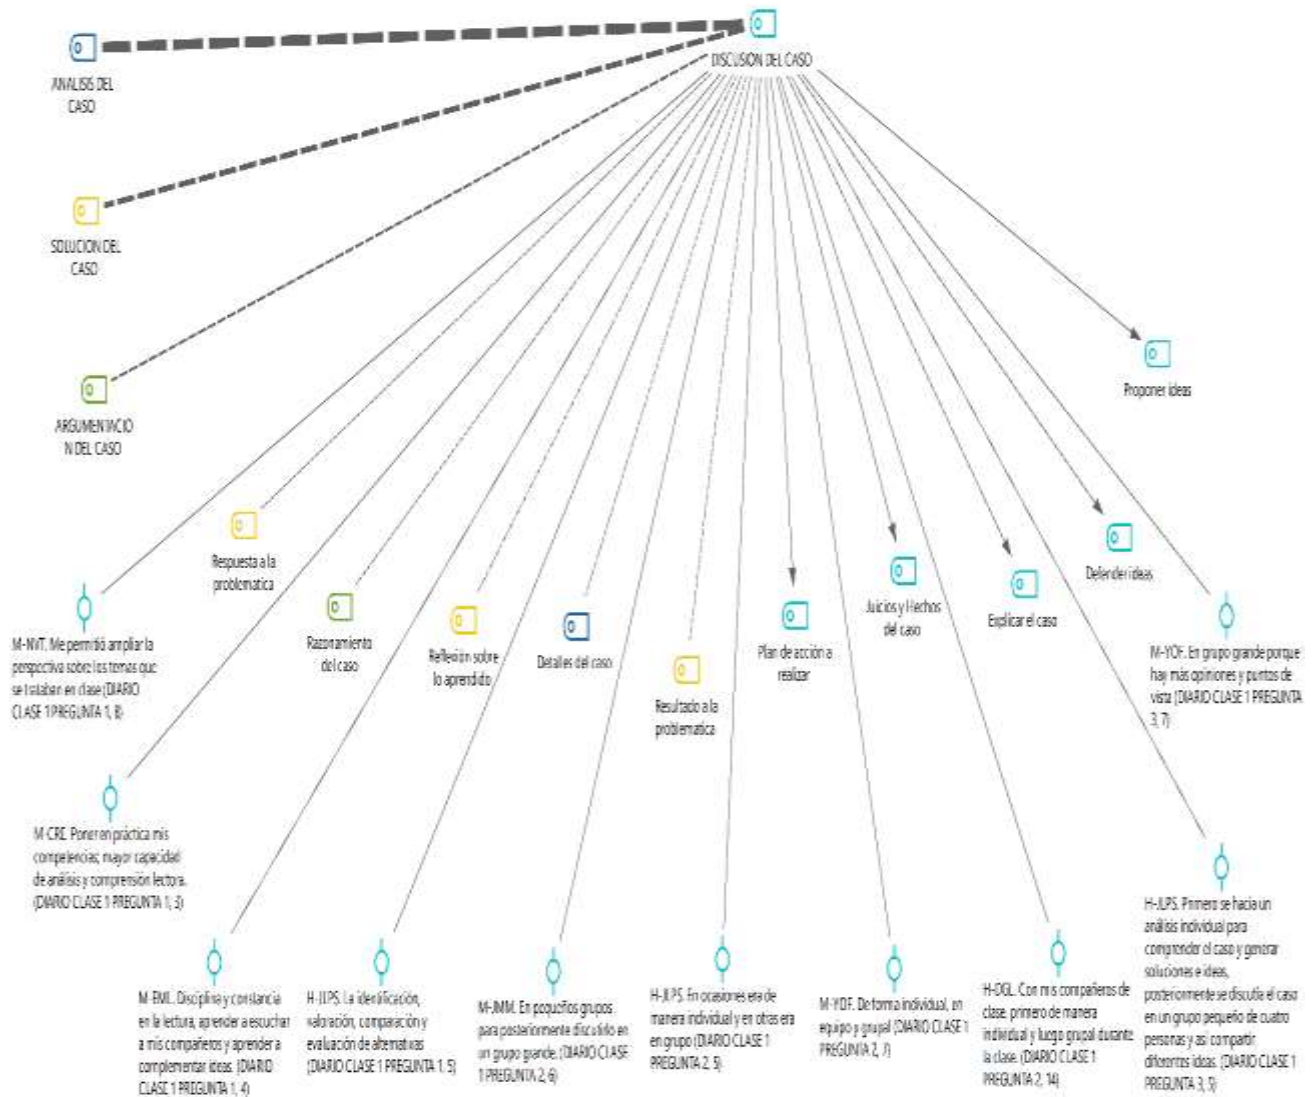 DISCUSION DEL CASO
ANALISIS DEL
CASO
SOLUCION DEL
CASO
ARGUMENTACIO
N DEL CASO
Proponer ideas
Respuesta a la
problematica
Razonamiento
del caso
Reflexión sobre
lo aprendido
Detalles del caso
Resultado a la
problematica
Plan de acción a
realizar
Juicios y Hechos
del caso
Explicar el caso
Defender ideas
M-NVT. Me permitió ampliar la
perspectiva sobre los temas que
se trataban en clase (DIARIO
CLASE 1 PREGUNTA 1, 8)
M-YOF. En grupo grande porque
hay más opiniones y puntos de
vista (DIARIO CLASE 1 PREGUNTA
3, 7)
M-CRE. Poner en práctica mis
competencias; mayor capacidad
de análisis y comprensión lectora.
(DIARIO CLASE 1 PREGUNTA 1, 3)
M-EML. Disciplina y constancia
en la lectura, aprender a escuchar
a mis compañeros y aprender a
complementar ideas. (DIARIO
CLASE 1 PREGUNTA 1, 4)
H-JLPS. La identificación,
valoración, comparación y
evaluación de alternativas
(DIARIO CLASE 1 PREGUNTA 1, 5)
M-JMM. En pequeños grupos
para posteriormente discutirlo en
un grupo grande. (DIARIO CLASE
1 PREGUNTA 2, 6)
H-JLPS. En ocasiones era de
manera individual y en otras era
en grupo (DIARIO CLASE 1
PREGUNTA 2, 5)
M-YOF. De forma individual, en
equipo y grupal (DIARIO CLASE 1
PREGUNTA 2, 7)
H-DGL. Con mis compañeros de
clase, primero de manera
individual y luego grupal durante
la clase. (DIARIO CLASE 1
PREGUNTA 2, 14)
H-JLPS. Primero se hacia un
análisis individual para
comprender el caso y generar
soluciones e ideas,
posteriormente se discutía el caso
en un grupo pequeño de cuatro
personas y así compartir
diferentes ideas. (DIARIO CLASE 1
PREGUNTA 3, 5)